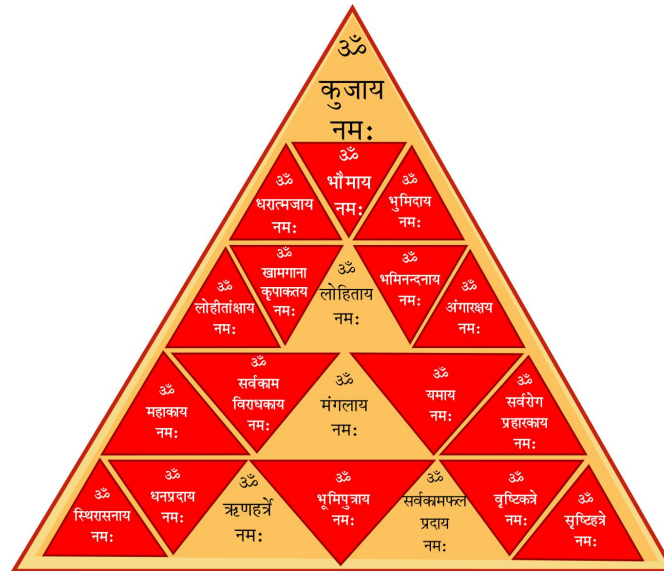 ॐ
कुजाय
नमः
ॐ
धरात्मजाय
नमः
ॐ
भौमाय
नमः
ॐ
भुमिदाय
नमः
ॐ
लोहीतांक्षाय
नमः
ॐ
खामगाना
कृपाकतय
नमः
ॐ
लोहिताय
नमः
ॐ
भमिनन्दनाय
नमः
ॐ
अंगारक्षय
नमः
ॐ
महाकाय
नमः
ॐ
सर्वकाम
विराधकाय
नमः
ॐ
मंगलाय
नमः
ॐ
यमाय
नमः
ॐ
सर्वरोग
प्रहारकाय
नमः
ॐ
स्थिरासनाय
नमः
ॐ
धनप्रदाय
नमः
ॐ
ऋणहर्त्रे
नमः
ॐ
भूमिपुत्राय
नमः
ॐ
सर्वकामफल
प्रदाय
नमः
ॐ
वृष्टिकत्रे
नमः
ॐ
सृष्टिहत्रे
नमः